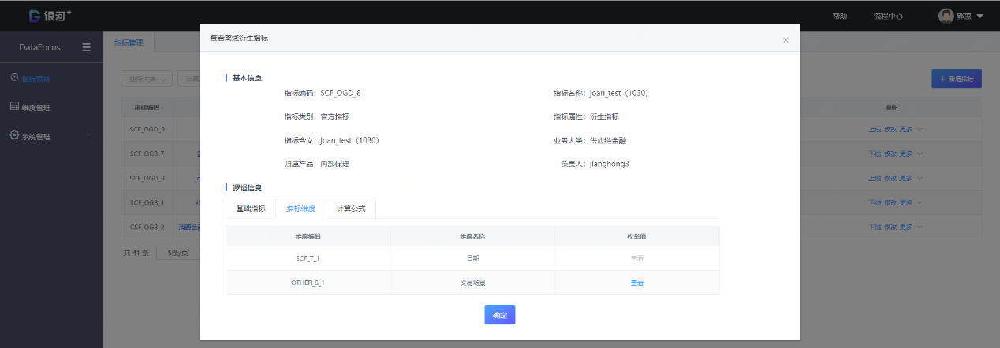 银河+
帮助 流程中心 郭惠
DataFocus
指标管理
维度管理
系统管理
指标管理
业务大类
归属
+ 新增指标
指标编码 操作
SCF_OGD_9 上线 修改 更多
SCF_OGB_7 下线 修改 更多
SCF_OGD_8 上线 修改 更多
SCF_OGB_1 下线 修改 更多
CSF_OGB_2 消费金 下线 修改 更多
共 41 条 5条/页
查看离线衍生指标 ×
基本信息
指标编码：SCF_OGD_8 指标名称：joan_test（1030）
指标类别：官方指标 指标属性：衍生指标
指标含义：joan_test（1030） 业务大类：供应链金融
归属产品：内部保理 负责人：jianghong3
逻辑信息
基础指标 指标维度 计算公式
维度编码 维度名称 枚举值
SCF_T_1 日期 查看
OTHER_S_1 交易场景 查看
确定